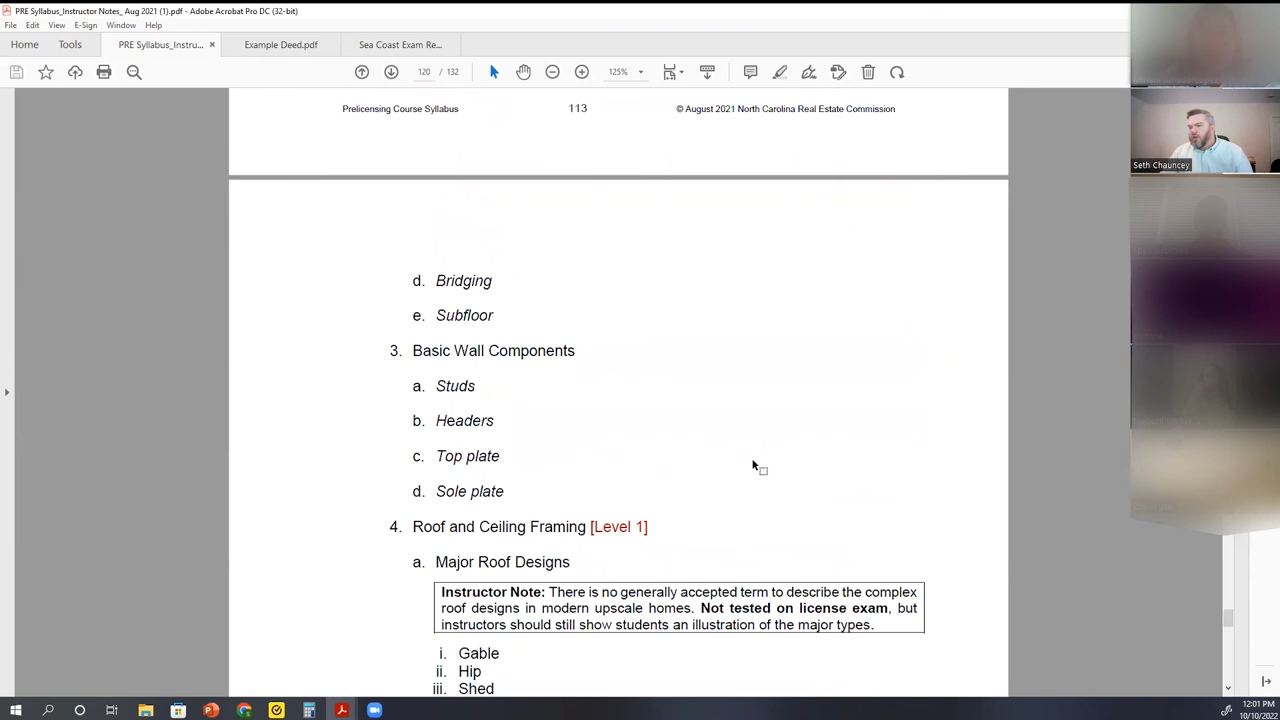 PRE Syllabus_Instructor Notes_ Aug 2021 (1).pdf - Adobe Acrobat Pro DC (32-bit)
File Edit View E-Sign Window Help
Home Tools PRE Syllabus_Instru... × Example Deed.pdf Sea Coast Exam Re...
120 / 132 125%
Prelicensing Course Syllabus 113 © August 2021 North Carolina Real Estate Commission
Seth Chauncey
d. Bridging
e. Subfloor
3. Basic Wall Components
a. Studs
b. Headers
c. Top plate
d. Sole plate
4. Roof and Ceiling Framing [Level 1]
a. Major Roof Designs
Instructor Note: There is no generally accepted term to describe the complex
roof designs in modern upscale homes. Not tested on license exam, but
instructors should still show students an illustration of the major types.
i. Gable
ii. Hip
iii. Shed
12:01 PM
10/10/2022